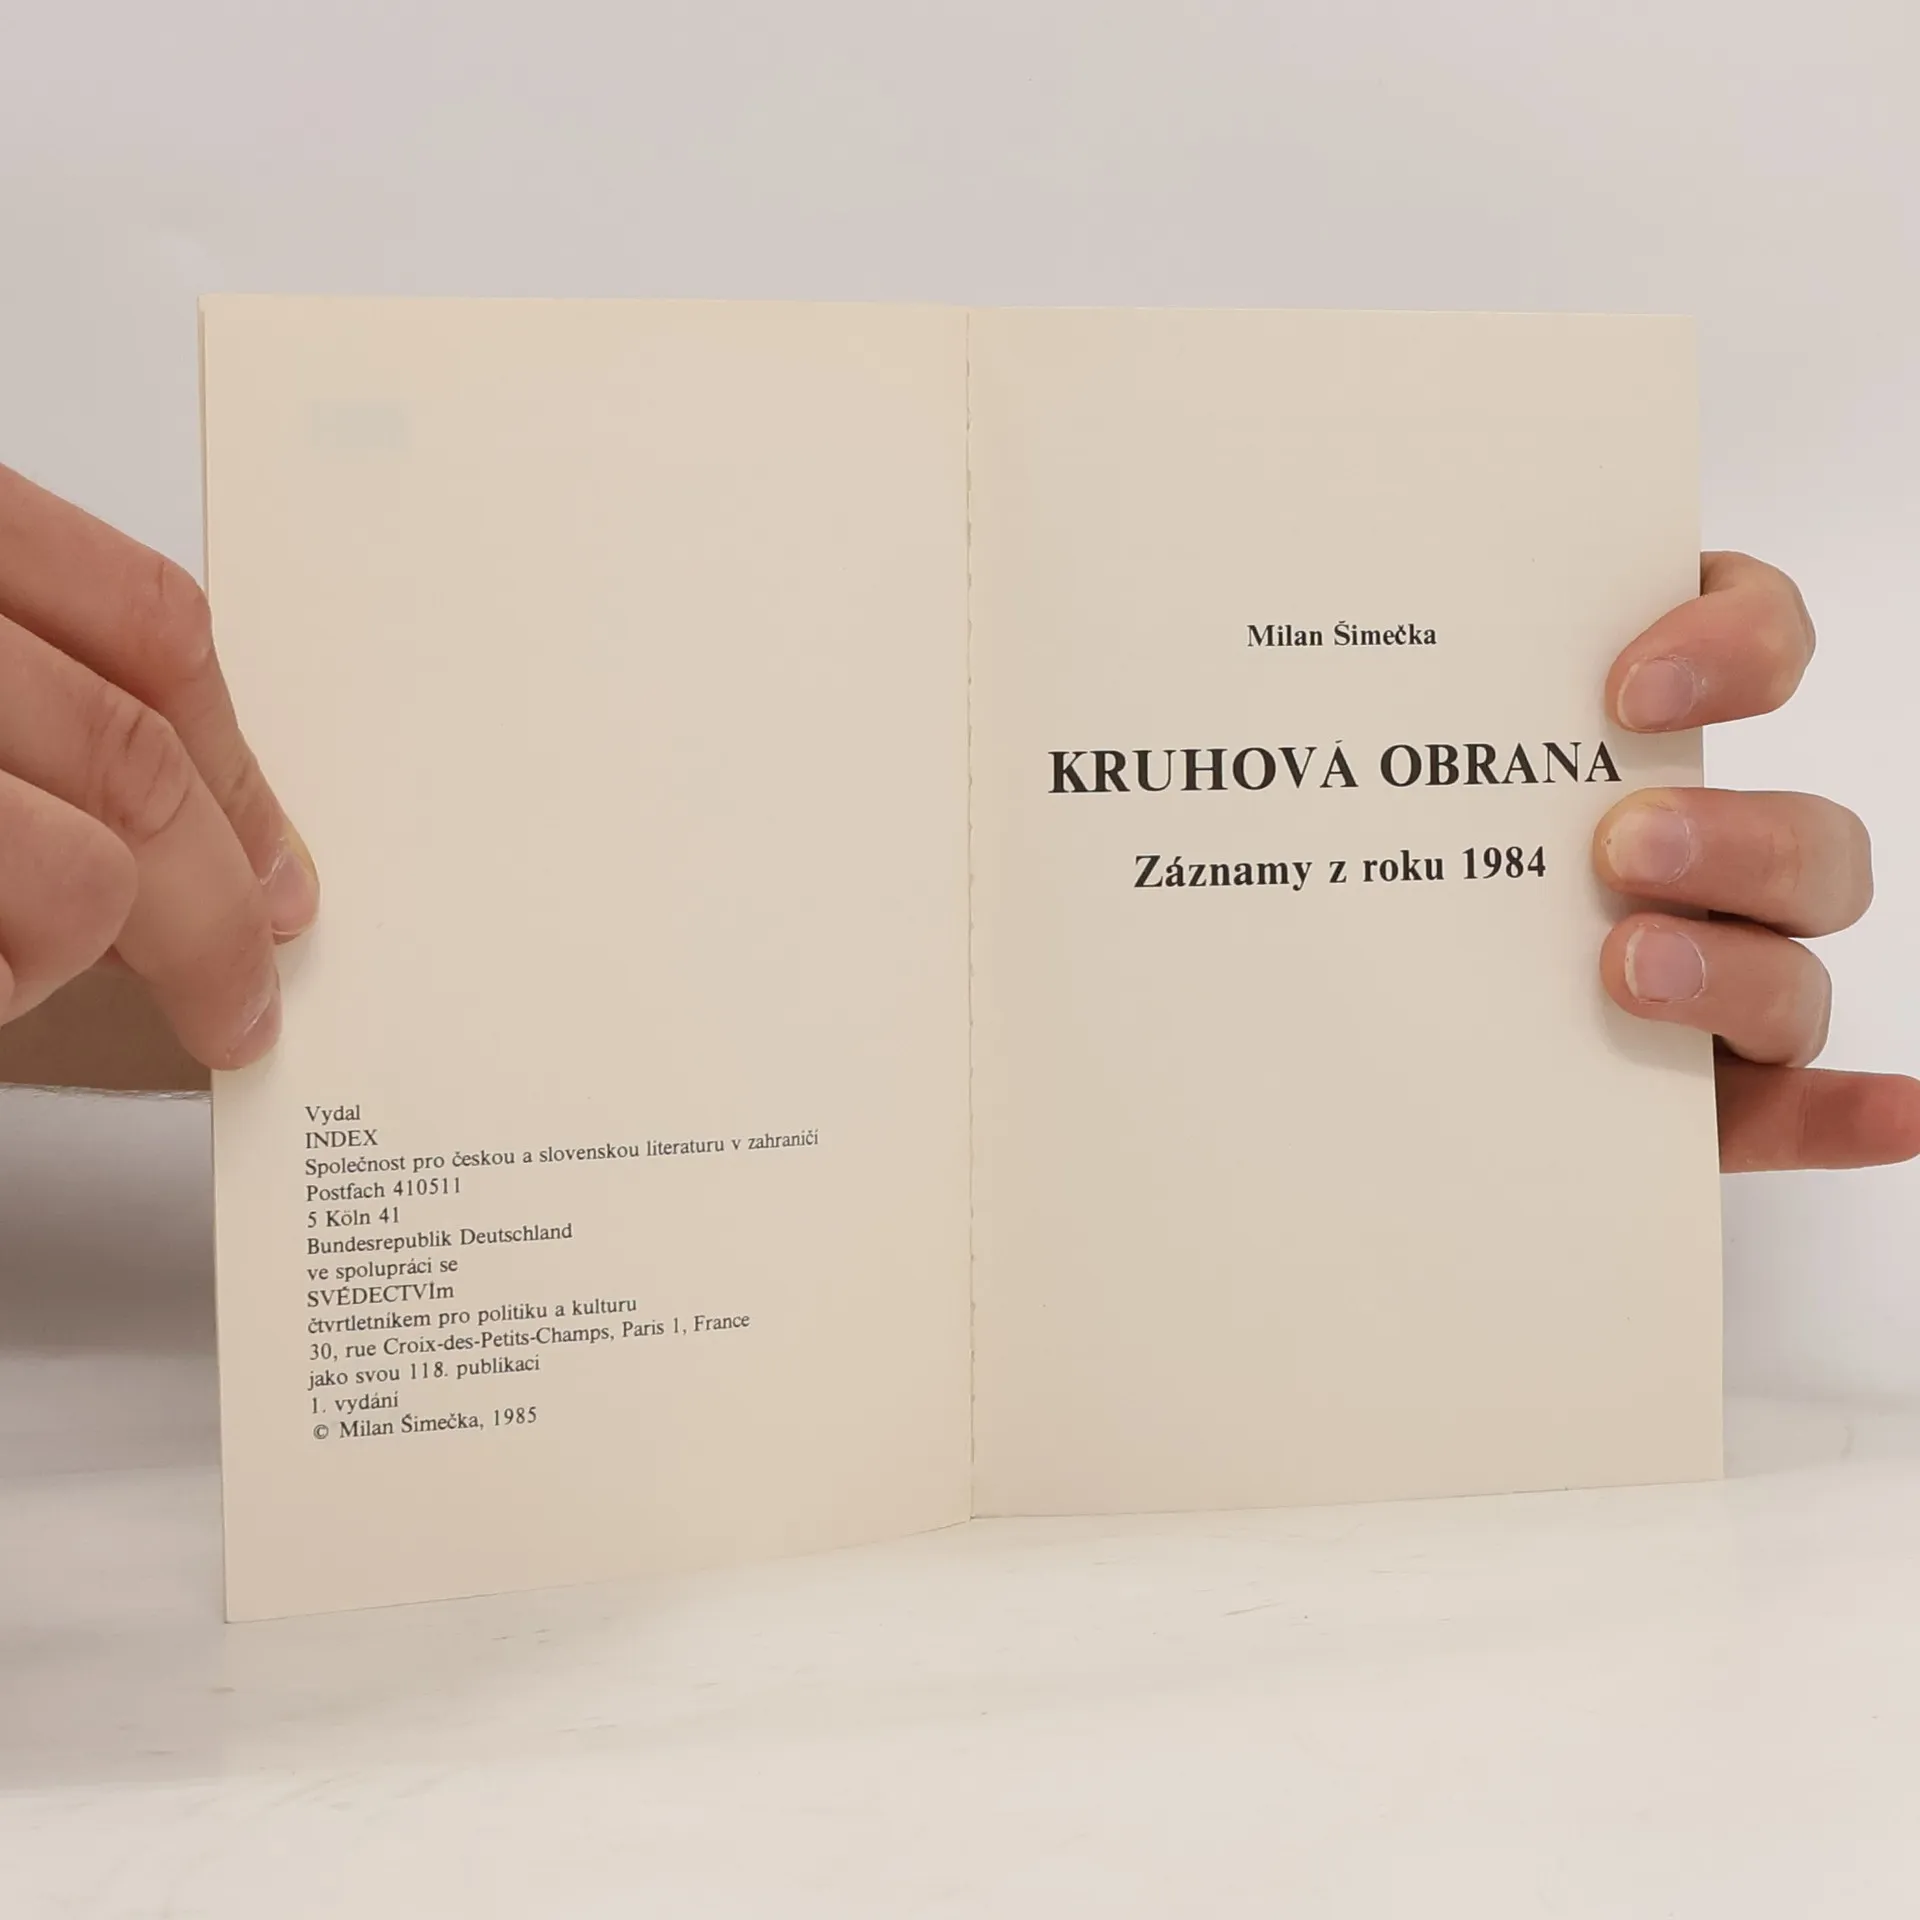 Vydal
INDEX
Společnost pro českou a slovenskou literaturu v zahraničí
Postfach 410511
5 Köln 41
Bundesrepublik Deutschland
ve spolupráci se
SVĚDECTVÍm
čtvrtletníkem pro politiku a kulturu
30, rue Croix-des-Petits-Champs, Paris 1, France
jako svou 118. publikaci
1. vydání
© Milan Šimečka, 1985
Milan Šimečka
KRUHOVÁ OBRANA
Záznamy z roku 1984